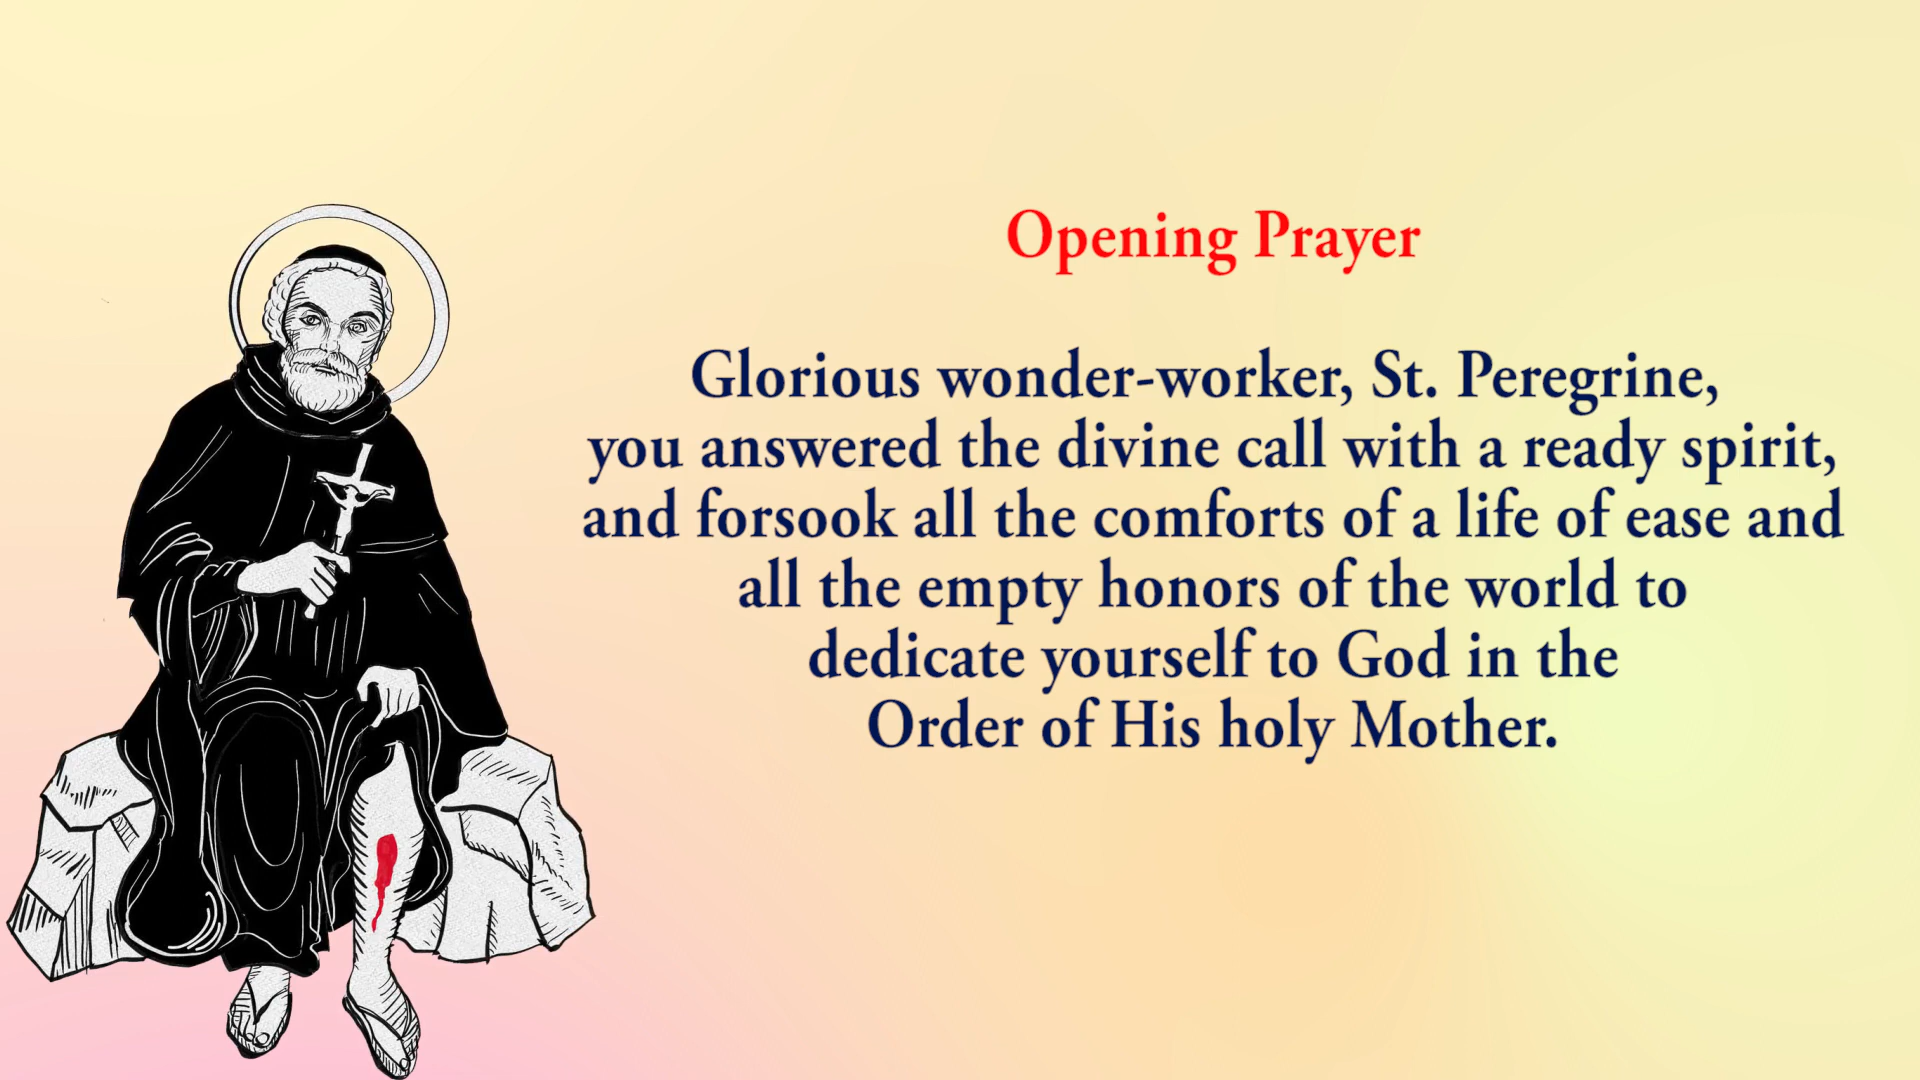 Opening Prayer
Glorious wonder-worker, St. Peregrine,
you answered the divine call with a ready spirit,
and forsook all the comforts of a life of ease and
all the empty honors of the world to
dedicate yourself to God in the
Order of His holy Mother.